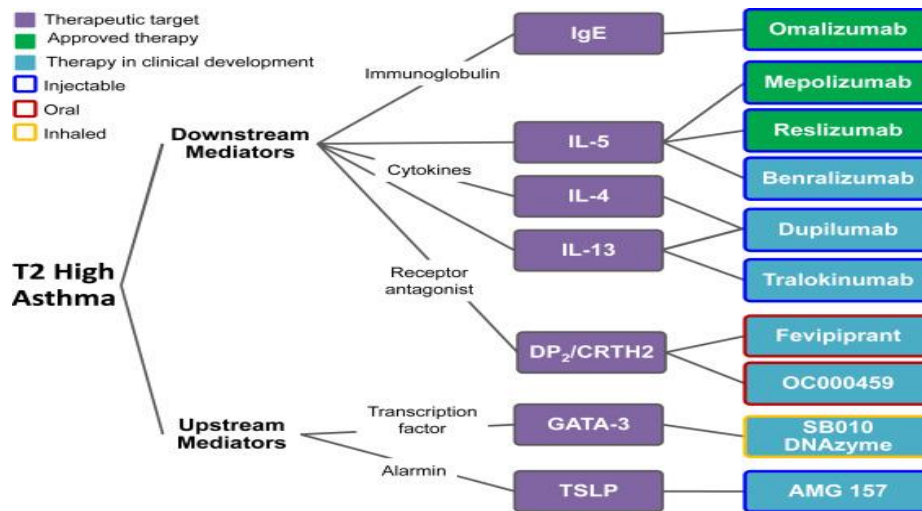 Therapeutic target
Approved therapy
Therapy in clinical development
Injectable
Oral
Inhaled
T2 High
Asthma
Downstream
Mediators
Upstream
Mediators
Immunoglobulin
Cytokines
Receptor
antagonist
Transcription
factor
Alarmin
IgE
IL-5
IL-4
IL-13
DP₂/CRTH2
GATA-3
TSLP
Omalizumab
Mepolizumab
Reslizumab
Benralizumab
Dupilumab
Tralokinumab
Fevipiprant
OC000459
SB010
DNAzyme
AMG 157